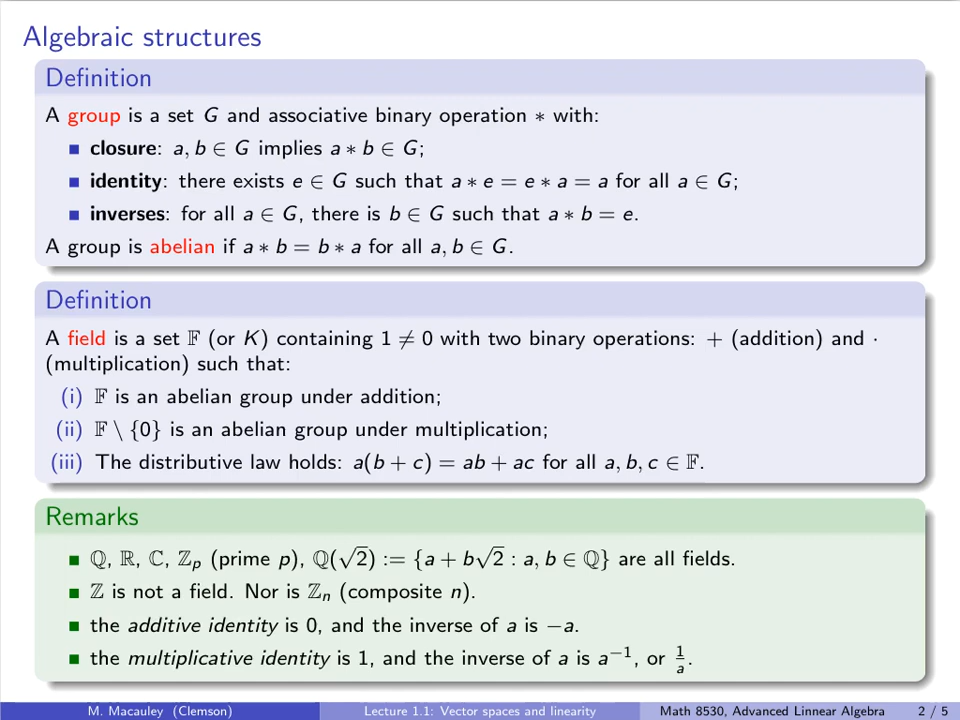 Algebraic structures
Definition
A group is a set G and associative binary operation ∗ with:
■ closure: a, b ∈ G implies a ∗ b ∈ G;
■ identity: there exists e ∈ G such that a ∗ e = e ∗ a = a for all a ∈ G;
■ inverses: for all a ∈ G, there is b ∈ G such that a ∗ b = e.
A group is abelian if a ∗ b = b ∗ a for all a, b ∈ G.
Definition
A field is a set 𝔽 (or K) containing 1 ≠ 0 with two binary operations: + (addition) and ·
(multiplication) such that:
(i) 𝔽 is an abelian group under addition;
(ii) 𝔽 \ {0} is an abelian group under multiplication;
(iii) The distributive law holds: a(b + c) = ab + ac for all a, b, c ∈ 𝔽.
Remarks
■ ℚ, ℝ, ℂ, ℤₚ (prime p), ℚ(√2) := {a + b√2 : a, b ∈ ℚ} are all fields.
■ ℤ is not a field. Nor is ℤₙ (composite n).
■ the additive identity is 0, and the inverse of a is −a.
■ the multiplicative identity is 1, and the inverse of a is a⁻¹, or 1/a.
M. Macauley (Clemson) Lecture 1.1: Vector spaces and linearity Math 8530, Advanced Linnear Algebra 2 / 5